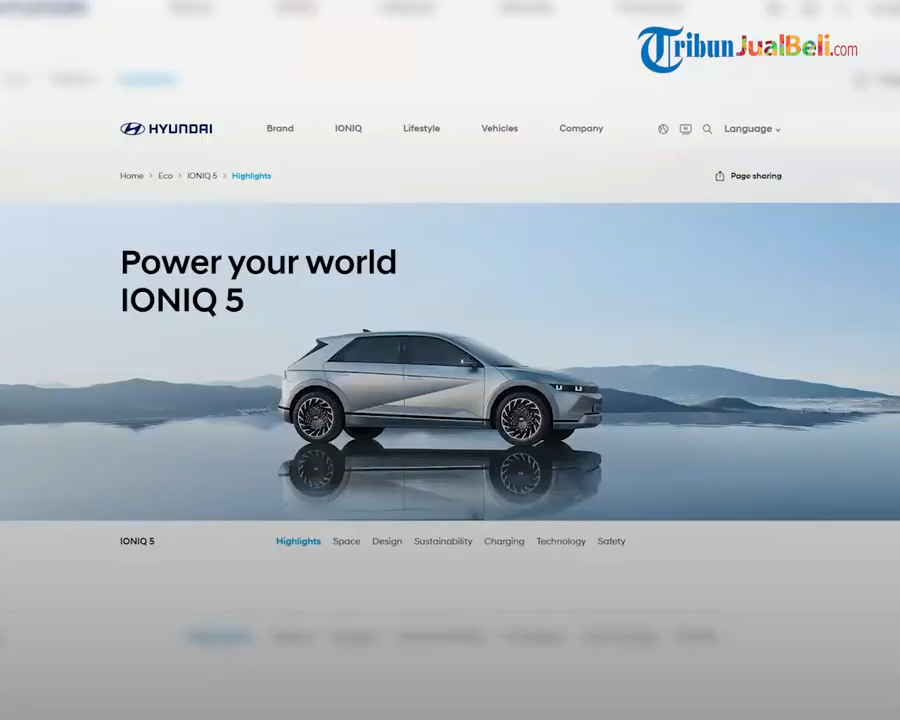 TribunJualBeli.com
HYUNDAI Brand IONIQ Lifestyle Vehicles Company Language
Home > Eco > IONIQ 5 > Highlights Page sharing
Power your world
IONIQ 5
IONIQ 5 Highlights Space Design Sustainability Charging Technology Safety